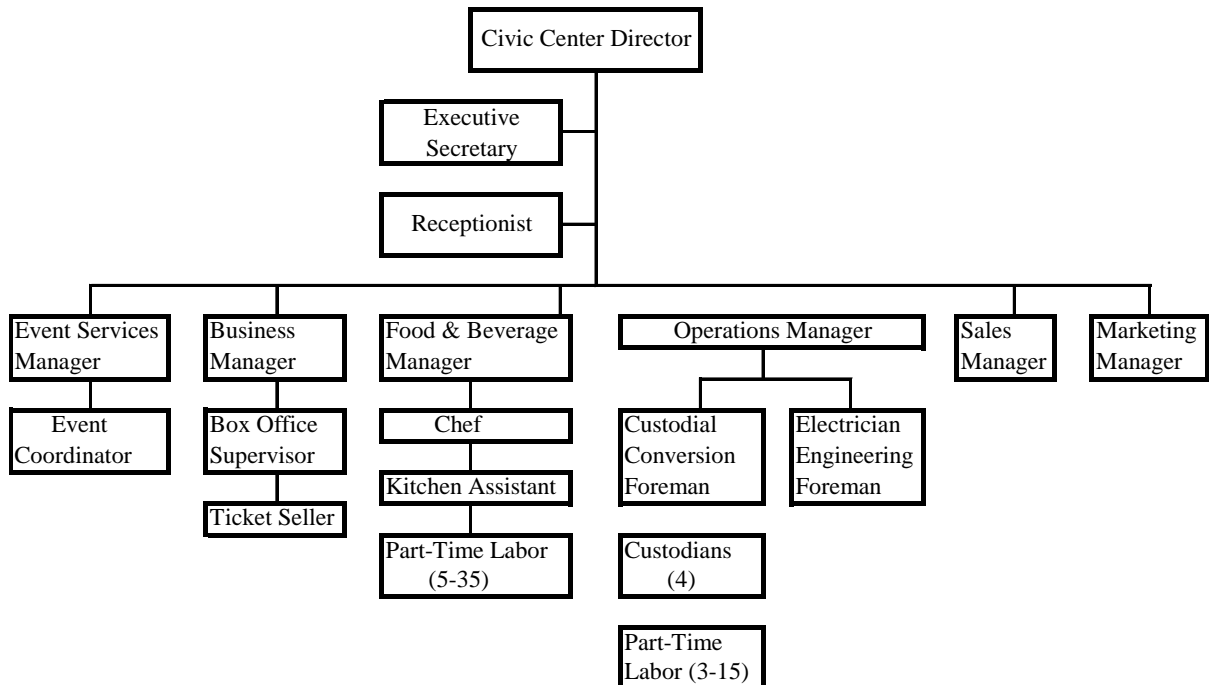 Civic Center Director
Executive
Secretary
Receptionist
Event Services
Manager
Business
Manager
Food & Beverage
Manager
Operations Manager
Sales
Manager
Marketing
Manager
Event
Coordinator
Box Office
Supervisor
Chef
Custodial
Conversion
Foreman
Electrician
Engineering
Foreman
Kitchen Assistant
Ticket Seller
Part-Time Labor
(5-35)
Custodians
(4)
Part-Time
Labor (3-15)